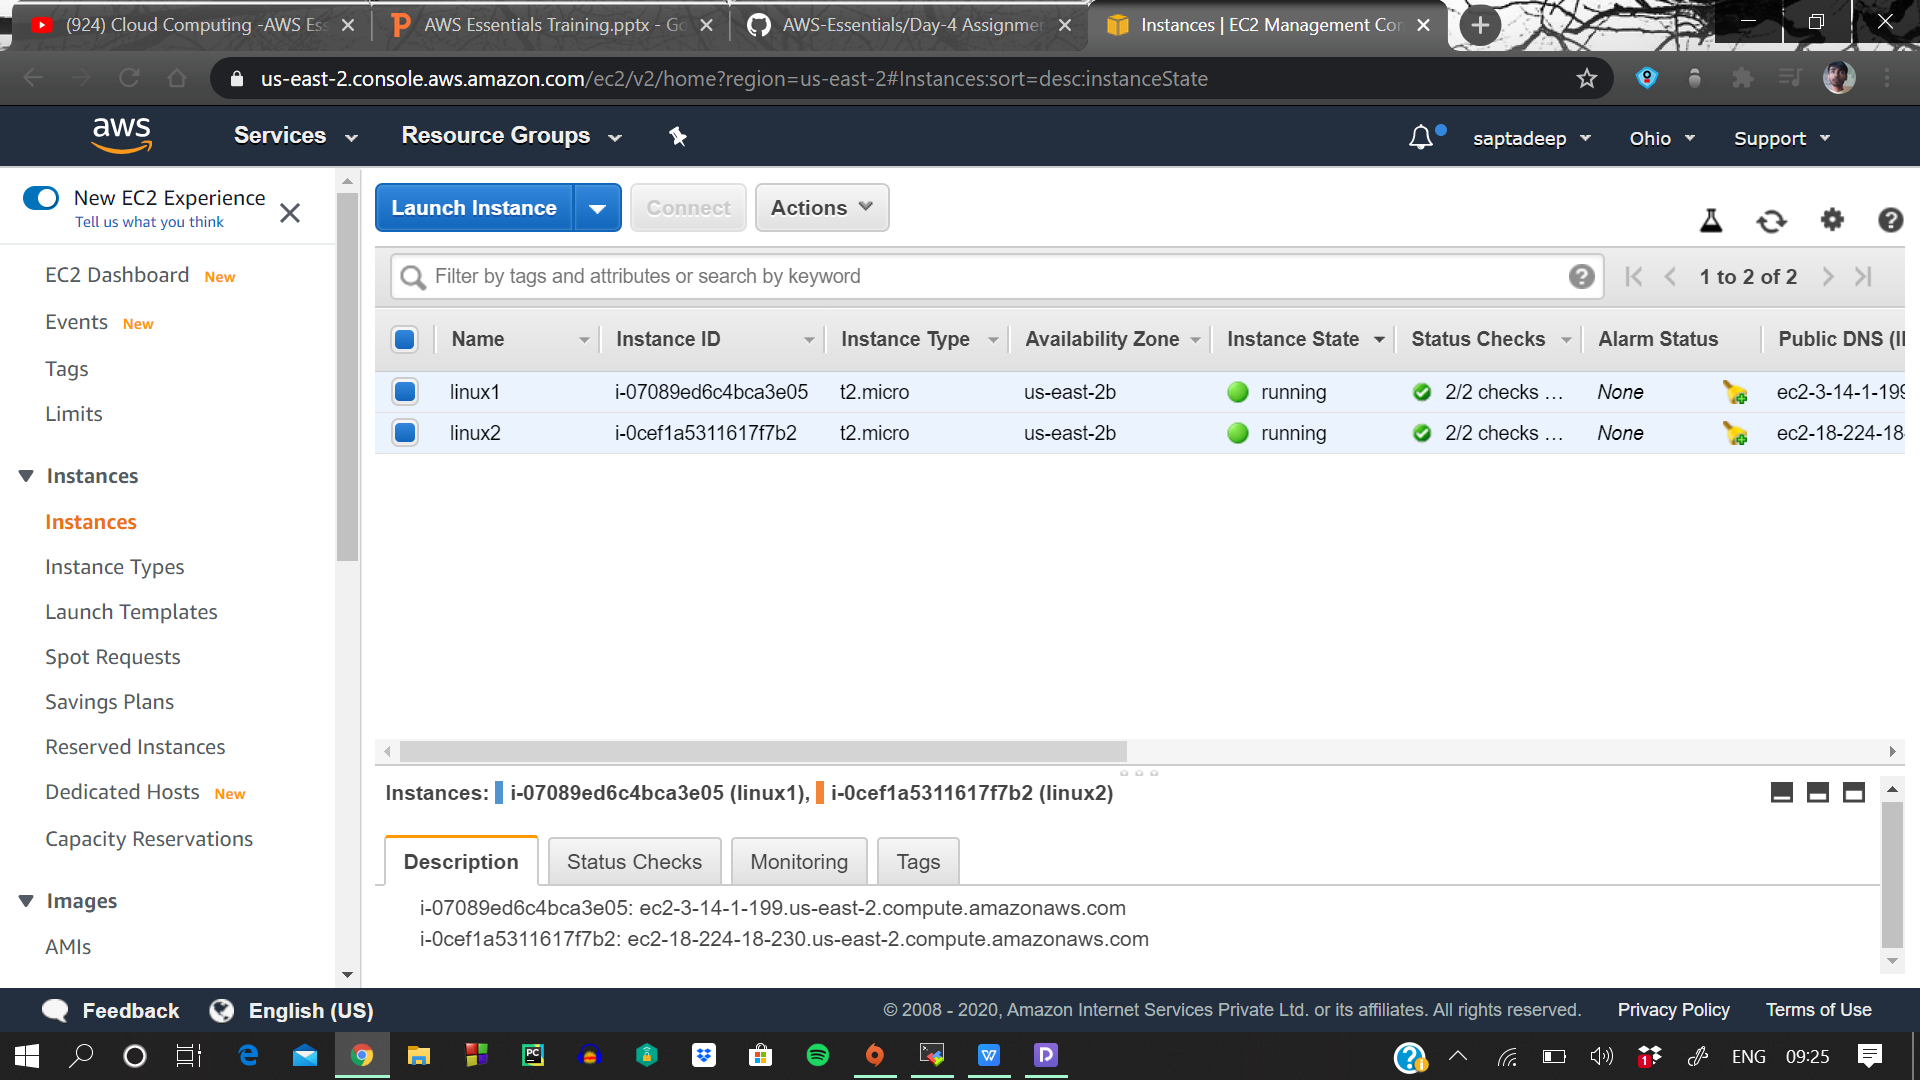 (924) Cloud Computing -AWS Ess
AWS Essentials Training.pptx - Go
AWS-Essentials/Day-4 Assignmen
Instances | EC2 Management Con
us-east-2.console.aws.amazon.com/ec2/v2/home?region=us-east-2#Instances:sort=desc:instanceState
aws
Services
Resource Groups
saptadeep
Ohio
Support
New EC2 Experience
Tell us what you think
EC2 Dashboard New
Events New
Tags
Limits
Instances
Instances
Instance Types
Launch Templates
Spot Requests
Savings Plans
Reserved Instances
Dedicated Hosts New
Capacity Reservations
Images
AMIs
Launch Instance
Connect
Actions
Filter by tags and attributes or search by keyword
1 to 2 of 2
Name Instance ID Instance Type Availability Zone Instance State Status Checks Alarm Status Public DNS (I
linux1 i-07089ed6c4bca3e05 t2.micro us-east-2b running 2/2 checks ... None ec2-3-14-1-199
linux2 i-0cef1a5311617f7b2 t2.micro us-east-2b running 2/2 checks ... None ec2-18-224-18-
Instances: i-07089ed6c4bca3e05 (linux1), i-0cef1a5311617f7b2 (linux2)
Description
Status Checks
Monitoring
Tags
i-07089ed6c4bca3e05: ec2-3-14-1-199.us-east-2.compute.amazonaws.com
i-0cef1a5311617f7b2: ec2-18-224-18-230.us-east-2.compute.amazonaws.com
Feedback
English (US)
© 2008 - 2020, Amazon Internet Services Private Ltd. or its affiliates. All rights reserved.
Privacy Policy
Terms of Use
ENG
09:25